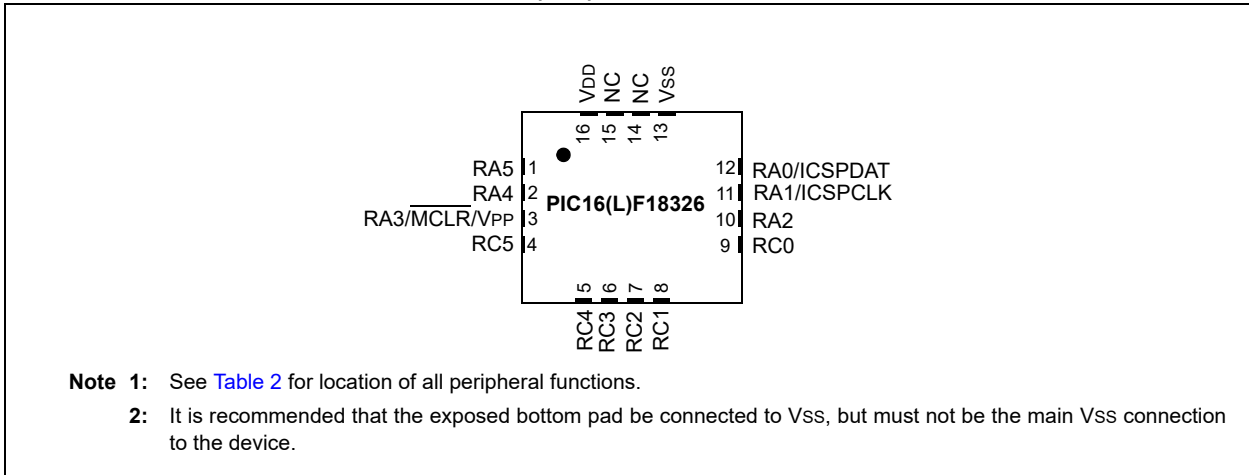 VDD
NC
NC
VSS
16
15
14
13
RA5 1
RA4 2
RA3/MCLR/VPP 3
RC5 4
PIC16(L)F18326
12 RA0/ICSPDAT
11 RA1/ICSPCLK
10 RA2
9 RC0
5
6
7
8
RC4
RC3
RC2
RC1
Note 1: See Table 2 for location of all peripheral functions.
2: It is recommended that the exposed bottom pad be connected to VSS, but must not be the main VSS connection
to the device.